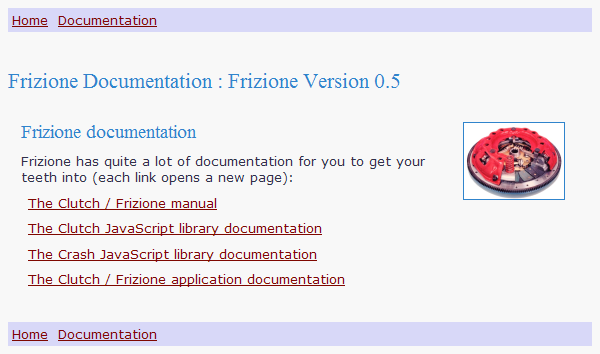 Home Documentation
Frizione Documentation : Frizione Version 0.5
Frizione documentation
Frizione has quite a lot of documentation for you to get your
teeth into (each link opens a new page):
The Clutch / Frizione manual
The Clutch JavaScript library documentation
The Crash JavaScript library documentation
The Clutch / Frizione application documentation
Home Documentation